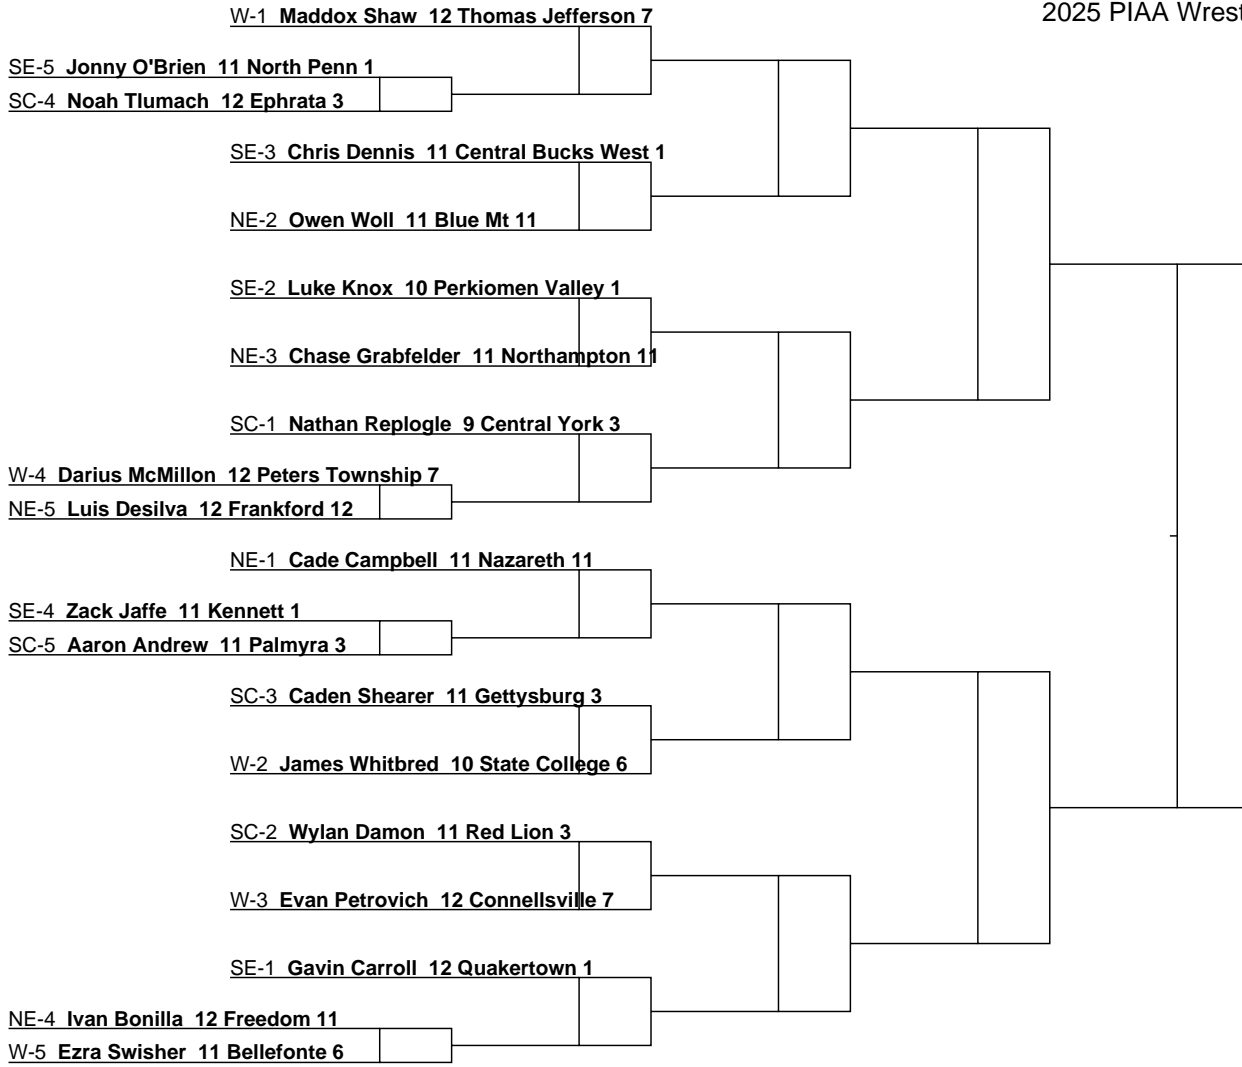 2025 PIAA Wrest
W-1 Maddox Shaw 12 Thomas Jefferson 7
SE-5 Jonny O'Brien 11 North Penn 1
SC-4 Noah Tlumach 12 Ephrata 3
SE-3 Chris Dennis 11 Central Bucks West 1
NE-2 Owen Woll 11 Blue Mt 11
SE-2 Luke Knox 10 Perkiomen Valley 1
NE-3 Chase Grabfelder 11 Northampton 11
SC-1 Nathan Replogle 9 Central York 3
W-4 Darius McMillon 12 Peters Township 7
NE-5 Luis Desilva 12 Frankford 12
NE-1 Cade Campbell 11 Nazareth 11
SE-4 Zack Jaffe 11 Kennett 1
SC-5 Aaron Andrew 11 Palmyra 3
SC-3 Caden Shearer 11 Gettysburg 3
W-2 James Whitbred 10 State College 6
SC-2 Wylan Damon 11 Red Lion 3
W-3 Evan Petrovich 12 Connellsville 7
SE-1 Gavin Carroll 12 Quakertown 1
NE-4 Ivan Bonilla 12 Freedom 11
W-5 Ezra Swisher 11 Bellefonte 6